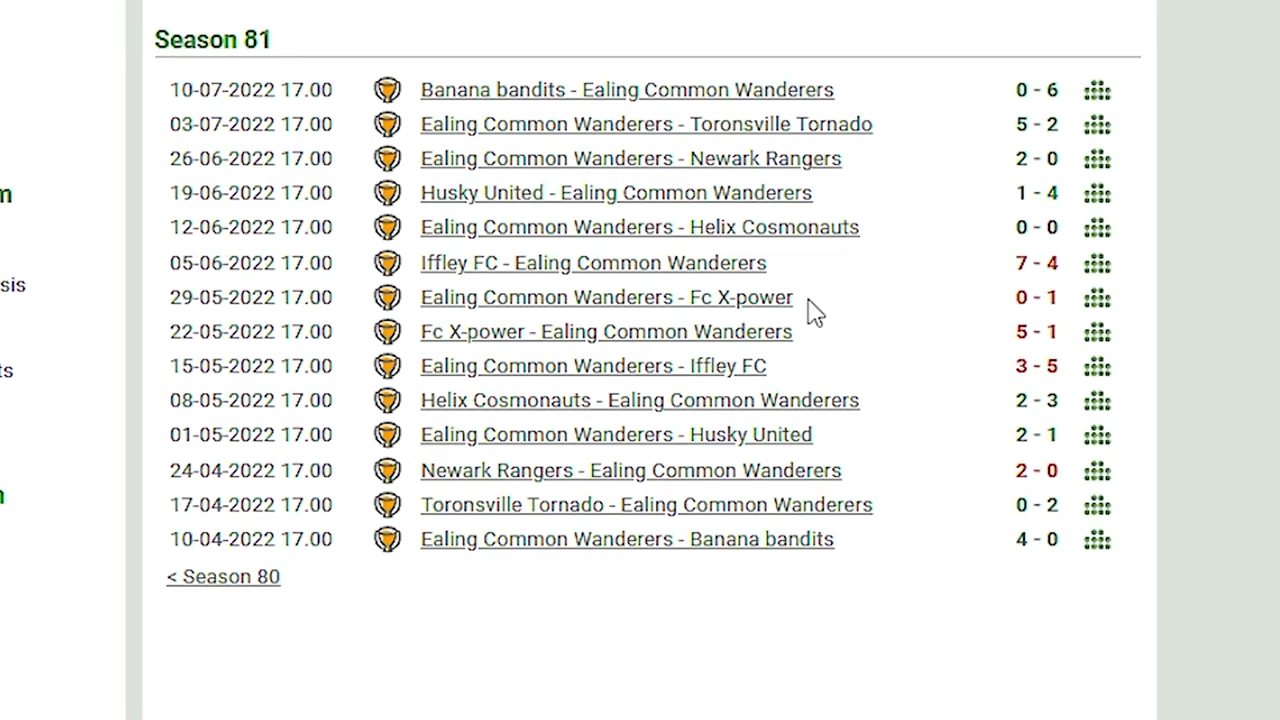 Season 81
10-07-2022 17.00 Banana bandits - Ealing Common Wanderers 0 - 6
03-07-2022 17.00 Ealing Common Wanderers - Toronsville Tornado 5 - 2
m
26-06-2022 17.00 Ealing Common Wanderers - Newark Rangers 2 - 0
19-06-2022 17.00 Husky United - Ealing Common Wanderers 1 - 4
12-06-2022 17.00 Ealing Common Wanderers - Helix Cosmonauts 0 - 0
05-06-2022 17.00 Iffley FC - Ealing Common Wanderers 7 - 4
sis
29-05-2022 17.00 Ealing Common Wanderers - Fc X-power 0 - 1
22-05-2022 17.00 Fc X-power - Ealing Common Wanderers 5 - 1
ts
15-05-2022 17.00 Ealing Common Wanderers - Iffley FC 3 - 5
08-05-2022 17.00 Helix Cosmonauts - Ealing Common Wanderers 2 - 3
01-05-2022 17.00 Ealing Common Wanderers - Husky United 2 - 1
24-04-2022 17.00 Newark Rangers - Ealing Common Wanderers 2 - 0
17-04-2022 17.00 Toronsville Tornado - Ealing Common Wanderers 0 - 2
10-04-2022 17.00 Ealing Common Wanderers - Banana bandits 4 - 0
< Season 80